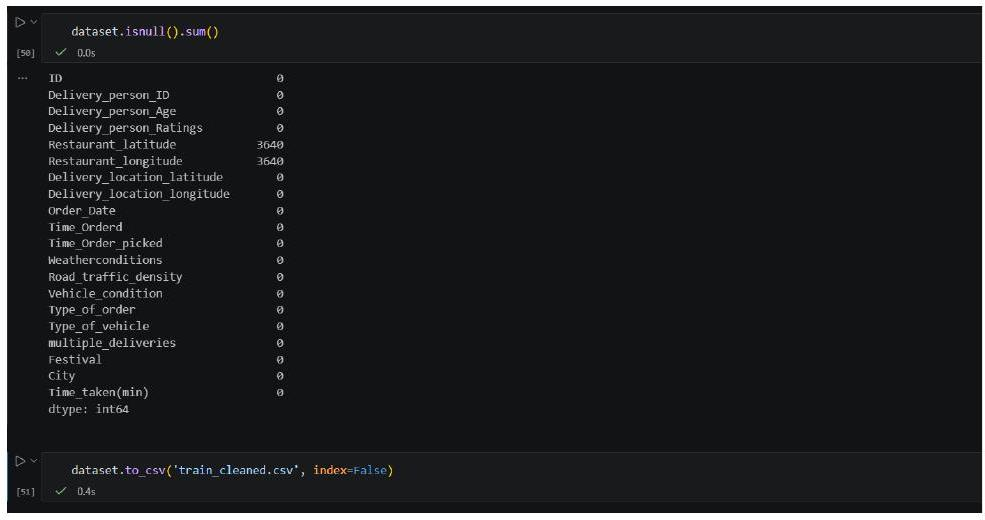 dataset.isnull().sum()
[50] 0.0s
... ID 0
Delivery_person_ID 0
Delivery_person_Age 0
Delivery_person_Ratings 0
Restaurant_latitude 3640
Restaurant_longitude 3640
Delivery_location_latitude 0
Delivery_location_longitude 0
Order_Date 0
Time_Orderd 0
Time_Order_picked 0
Weatherconditions 0
Road_traffic_density 0
Vehicle_condition 0
Type_of_order 0
Type_of_vehicle 0
multiple_deliveries 0
Festival 0
City 0
Time_taken(min) 0
dtype: int64
dataset.to_csv('train_cleaned.csv', index=False)
[51] 0.4s